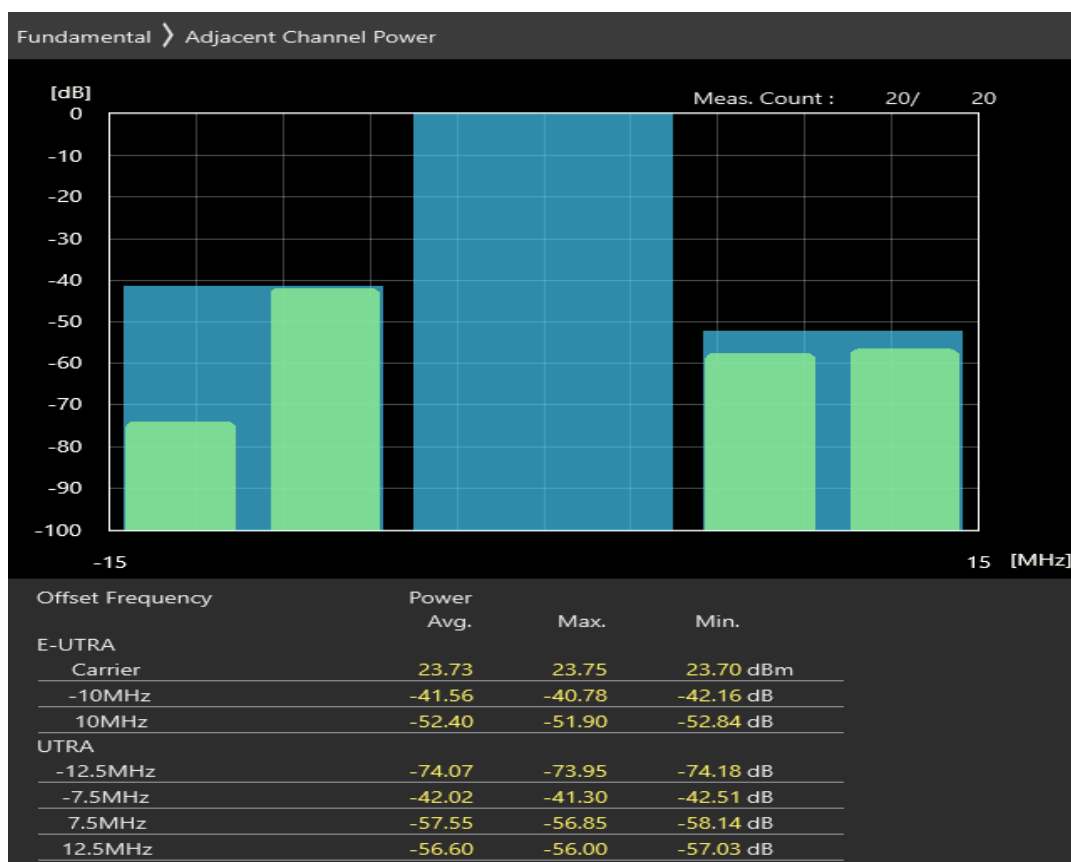 Fundamental ❯ Adjacent Channel Power
[dB]
Meas. Count : 20/ 20
0
-10
-20
-30
-40
-50
-60
-70
-80
-90
-100
-15 15 [MHz]
Offset Frequency Power
Avg. Max. Min.
E-UTRA
Carrier 23.73 23.75 23.70 dBm
-10MHz -41.56 -40.78 -42.16 dB
10MHz -52.40 -51.90 -52.84 dB
UTRA
-12.5MHz -74.07 -73.95 -74.18 dB
-7.5MHz -42.02 -41.30 -42.51 dB
7.5MHz -57.55 -56.85 -58.14 dB
12.5MHz -56.60 -56.00 -57.03 dB